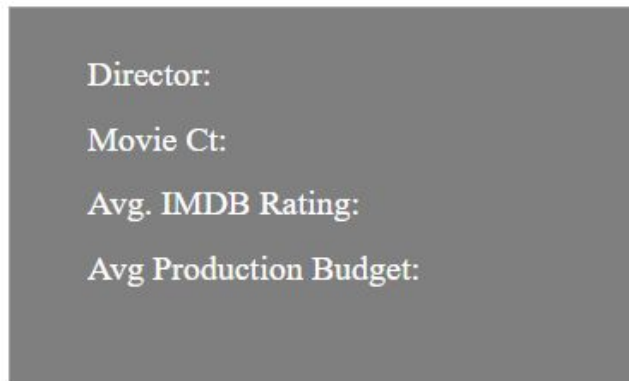 Director:
Movie Ct:
Avg. IMDB Rating:
Avg Production Budget: